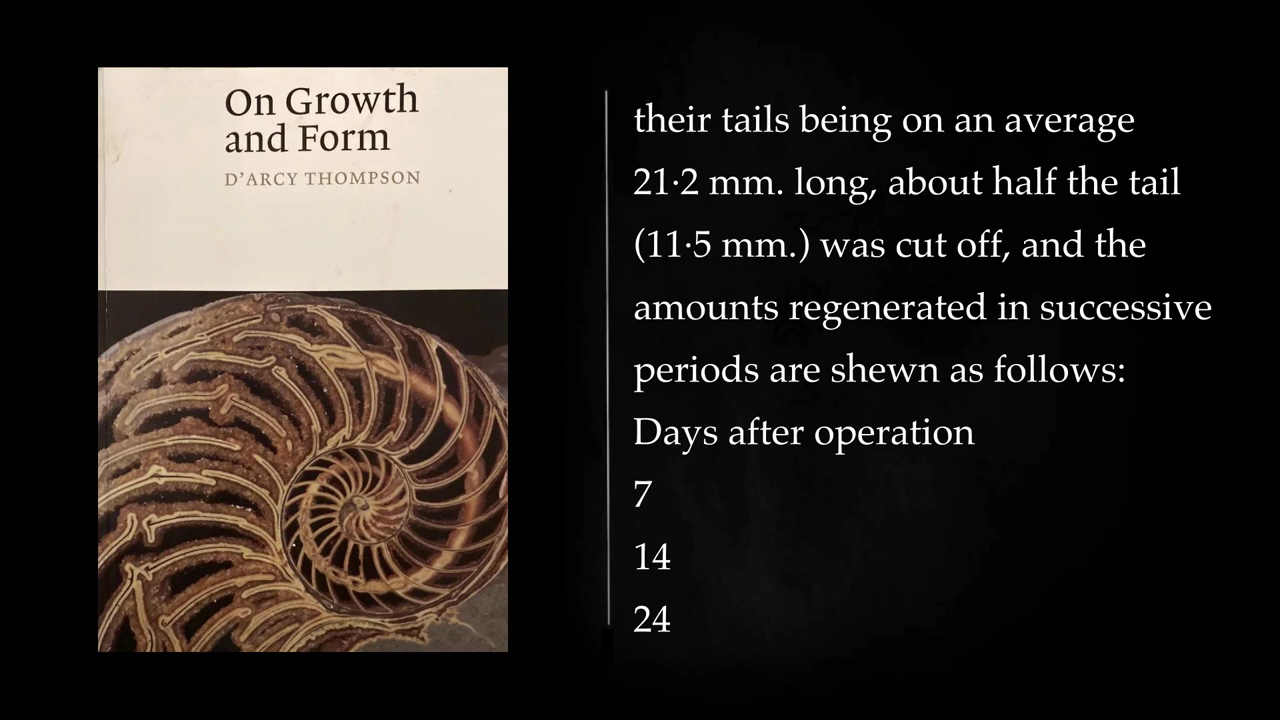 On Growth
and Form
D'ARCY THOMPSON
their tails being on an average
21·2 mm. long, about half the tail
(11·5 mm.) was cut off, and the
amounts regenerated in successive
periods are shewn as follows:
Days after operation
7
14
24